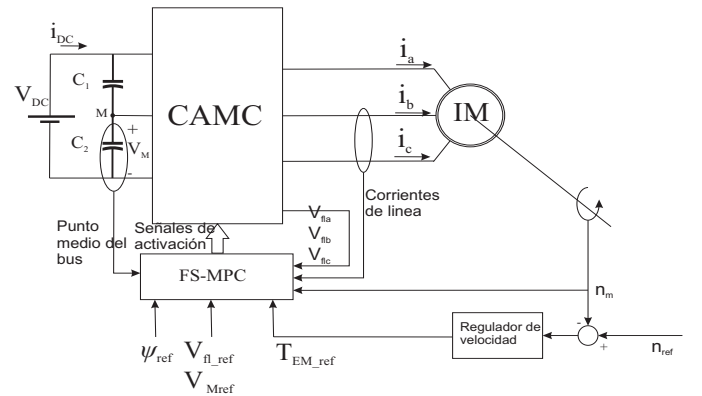 i_DC
V_DC
C_1
M
C_2
+
V_M
-
CAMC
i_a
i_b
i_c
IM
Corrientes
de linea
Punto
medio del
bus
Señales de
activación
V_fla
V_flb
V_flc
FS-MPC
n_m
ψ_ref
V_fl_ref
V_Mref
T_EM_ref
Regulador de
velocidad
-
+
n_ref